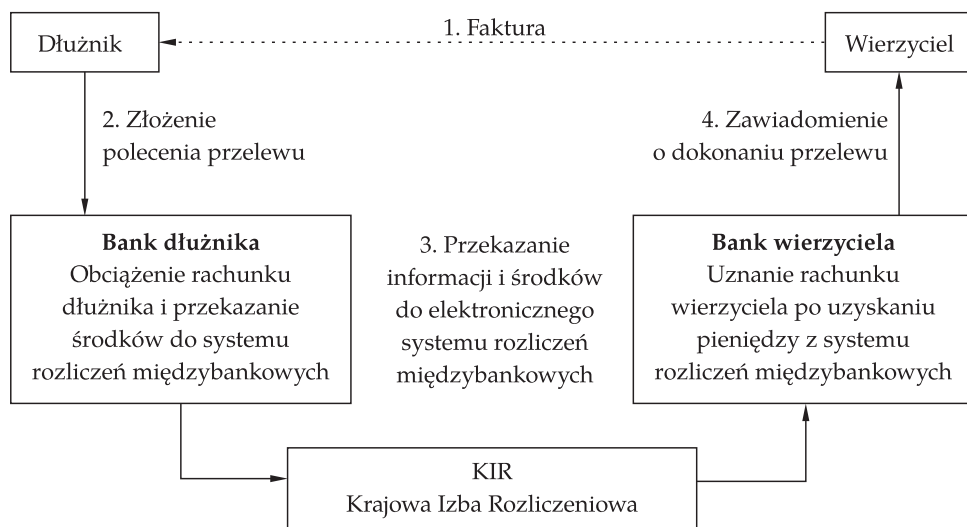 Dłużnik
1. Faktura
Wierzyciel
2. Złożenie
polecenia przelewu
4. Zawiadomienie
o dokonaniu przelewu
Bank dłużnika
Obciążenie rachunku
dłużnika i przekazanie
środków do systemu
rozliczeń międzybankowych
3. Przekazanie
informacji i środków
do elektronicznego
systemu rozliczeń
międzybankowych
Bank wierzyciela
Uznanie rachunku
wierzyciela po uzyskaniu
pieniędzy z systemu
rozliczeń międzybankowych
KIR
Krajowa Izba Rozliczeniowa